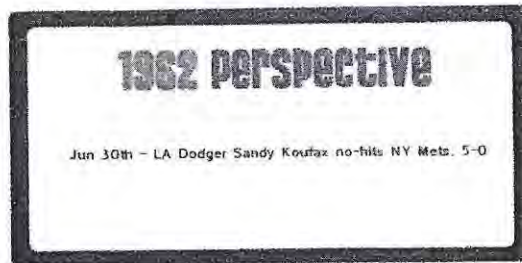 1962 perspective
Jun 30th - LA Dodger Sandy Koufax no-hits NY Mets, 5-0